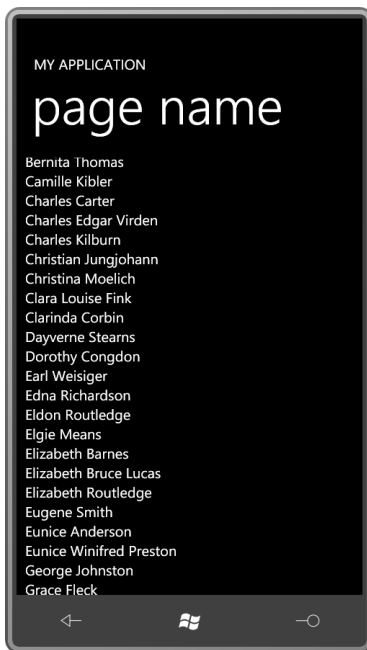 MY APPLICATION
page name
Bernita Thomas
Camille Kibler
Charles Carter
Charles Edgar Virden
Charles Kilburn
Christian Jungjohann
Christina Moelich
Clara Louise Fink
Clarinda Corbin
Dayverne Stearns
Dorothy Congdon
Earl Weisiger
Edna Richardson
Eldon Routledge
Elgie Means
Elizabeth Barnes
Elizabeth Bruce Lucas
Elizabeth Routledge
Eugene Smith
Eunice Anderson
Eunice Winifred Preston
George Johnston
Grace Fleck